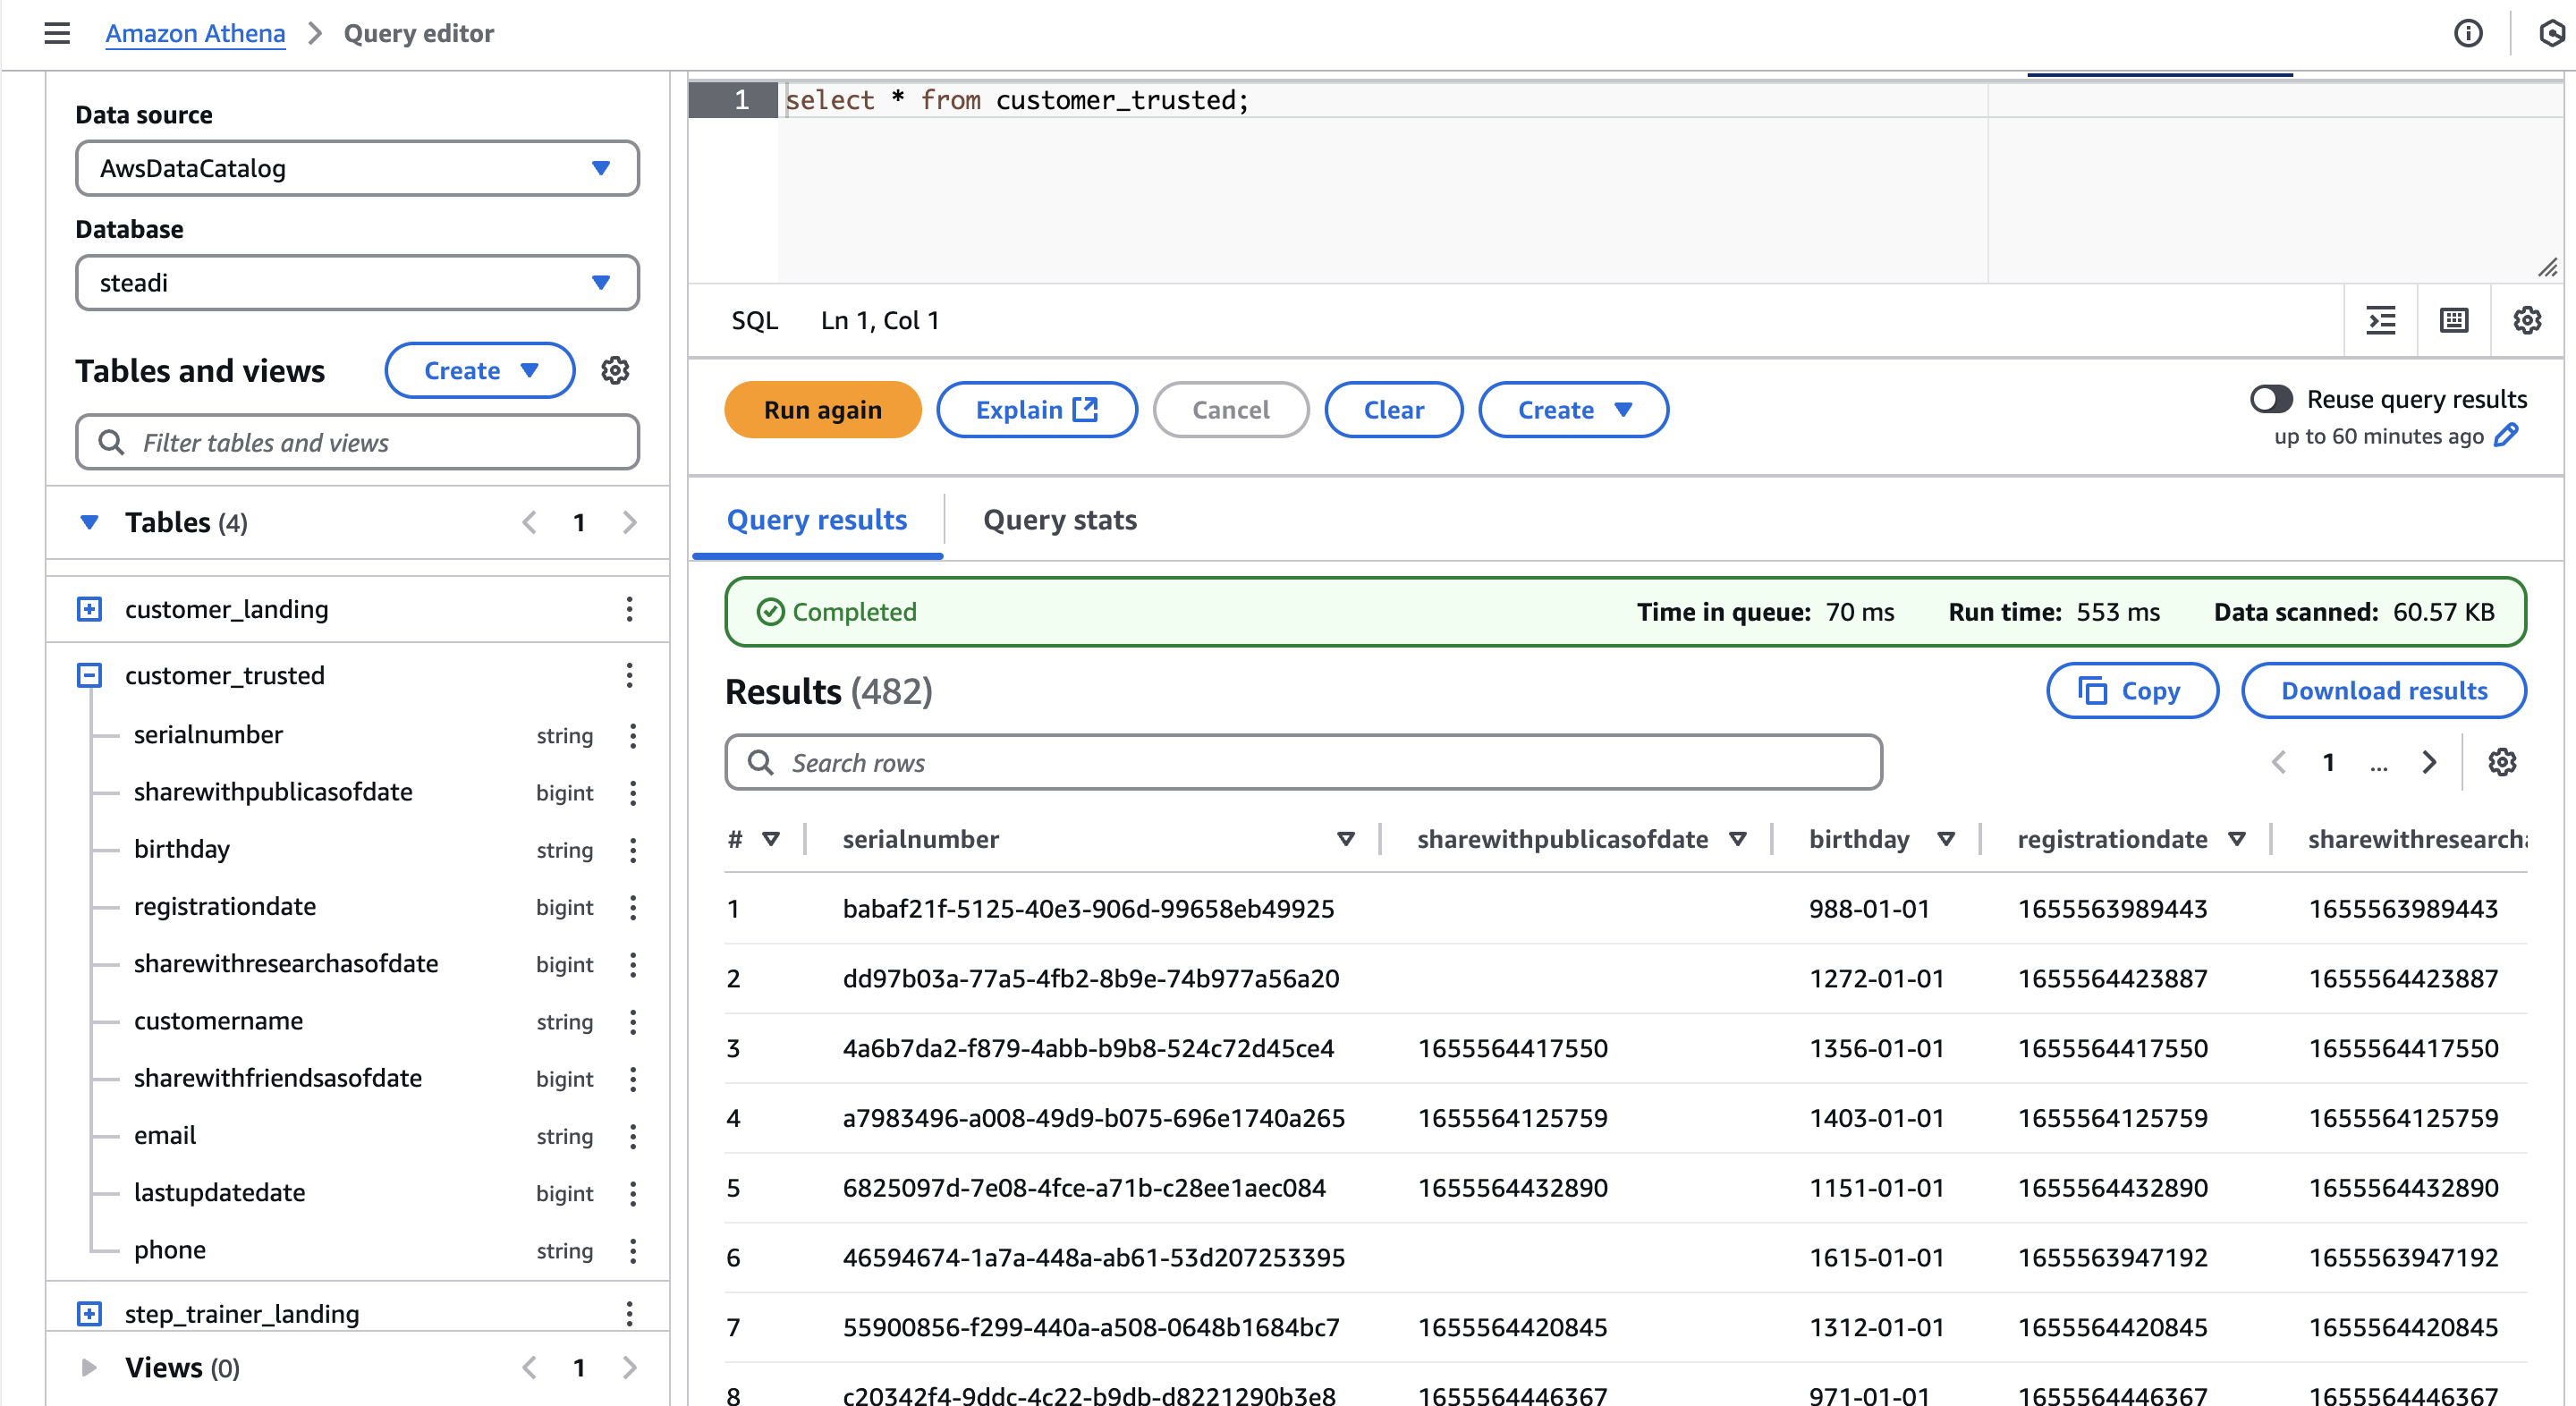 Amazon Athena > Query editor
Data source
AwsDataCatalog
Database
steadi
Tables and views
Create
Filter tables and views
Tables (4)
1
customer_landing
customer_trusted
serialnumber string
sharewithpublicasofdate bigint
birthday string
registrationdate bigint
sharewithresearchasofdate bigint
customername string
sharewithfriendsasofdate bigint
email string
lastupdatedate bigint
phone string
step_trainer_landing
Views (0)
1
1 select * from customer_trusted;
SQL Ln 1, Col 1
Run again Explain Cancel Clear Create
Reuse query results
up to 60 minutes ago
Query results Query stats
Completed Time in queue: 70 ms Run time: 553 ms Data scanned: 60.57 KB
Results (482)
Copy Download results
Search rows
1 ...
# serialnumber sharewithpublicasofdate birthday registrationdate sharewithresearcha
1 babaf21f-5125-40e3-906d-99658eb49925 988-01-01 1655563989443 1655563989443
2 dd97b03a-77a5-4fb2-8b9e-74b977a56a20 1272-01-01 1655564423887 1655564423887
3 4a6b7da2-f879-4abb-b9b8-524c72d45ce4 1655564417550 1356-01-01 1655564417550 1655564417550
4 a7983496-a008-49d9-b075-696e1740a265 1655564125759 1403-01-01 1655564125759 1655564125759
5 6825097d-7e08-4fce-a71b-c28ee1aec084 1655564432890 1151-01-01 1655564432890 1655564432890
6 46594674-1a7a-448a-ab61-53d207253395 1615-01-01 1655563947192 1655563947192
7 55900856-f299-440a-a508-0648b1684bc7 1655564420845 1312-01-01 1655564420845 1655564420845
8 c20342f4-9ddc-4c22-b9db-d8221290b3e8 1655564446367 971-01-01 1655564446367 1655564446367